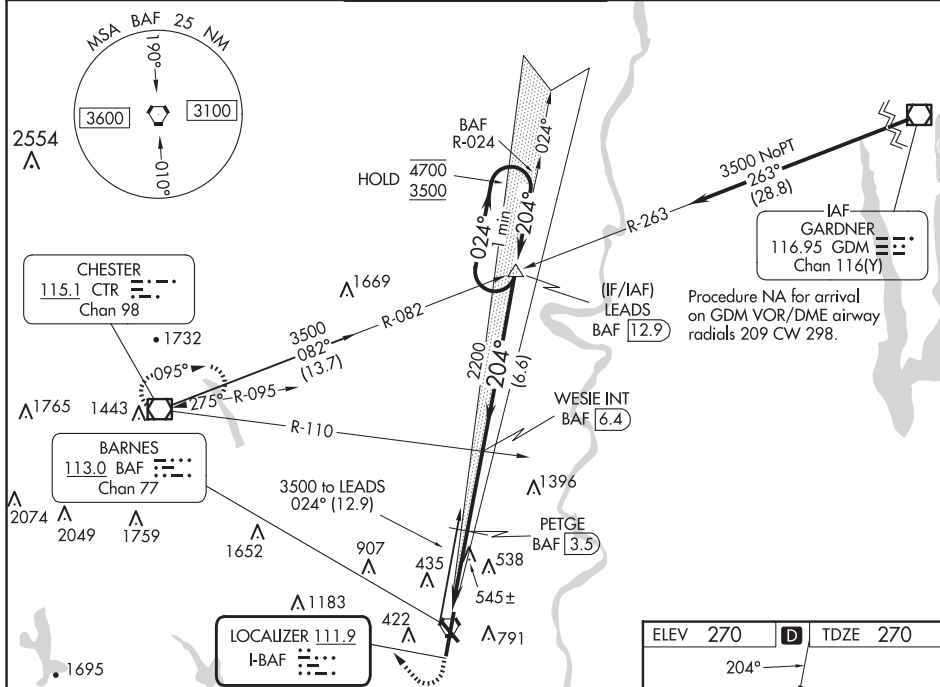 MSA BAF 25 NM
190°
3600
3100
010°
2554
BAF
R-024
024°
HOLD 4700
3500
024°
1 min
204°
3500 NoPT
263°
(28.8)
R-263
IAF
GARDNER
116.95 GDM
Chan 116(Y)
Procedure NA for arrival
on GDM VOR/DME airway
radials 209 CW 298.
(IF/IAF)
LEADS
BAF 12.9
CHESTER
115.1 CTR
Chan 98
1669
1732
3500
082°
(13.7)
R-082
095°
275°
R-095
2200
204°
(6.6)
1765
1443
R-110
WESIE INT
BAF 6.4
BARNES
113.0 BAF
Chan 77
1396
3500 to LEADS
024° (12.9)
PETGE
BAF 3.5
2074
2049
1759
1652
907
435
538
545±
1183
422
791
LOCALIZER 111.9
I-BAF
1695
ELEV 270
D
TDZE 270
204°